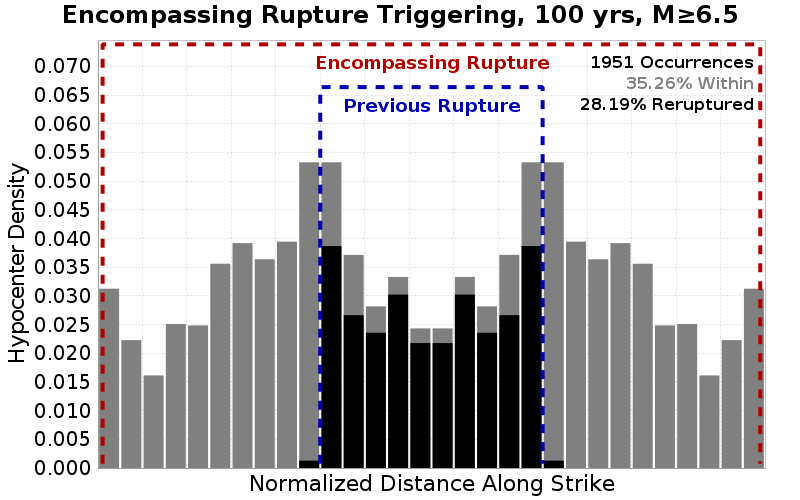 Encompassing Rupture Triggering, 100 yrs, M≥6.5
Encompassing Rupture
Previous Rupture
1951 Occurrences
35.26% Within
28.19% Reruptured
Hypocenter Density
0.070
0.065
0.060
0.055
0.050
0.045
0.040
0.035
0.030
0.025
0.020
0.015
0.010
0.005
0.000
Normalized Distance Along Strike